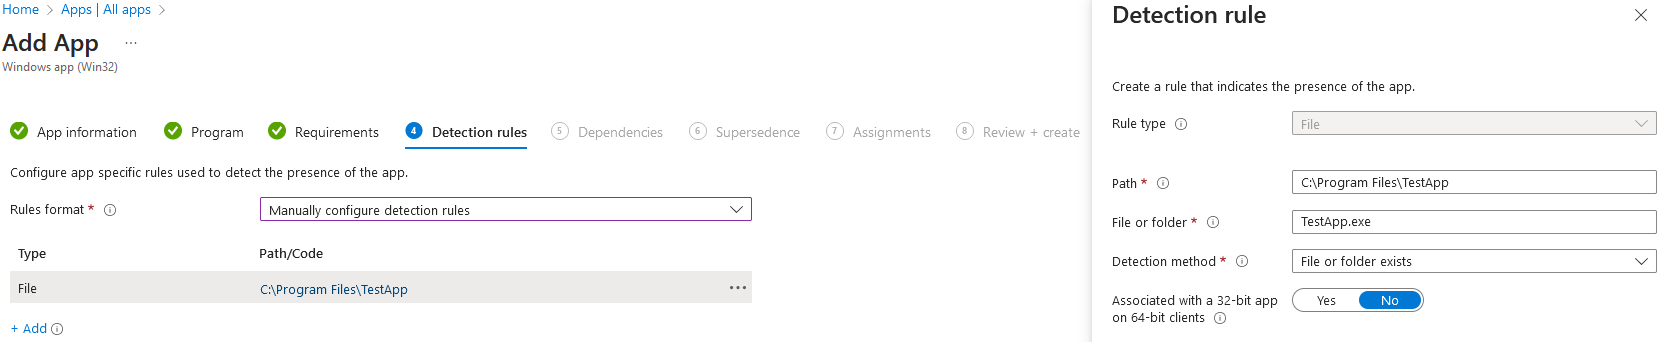 Home > Apps | All apps >
Add App ...
Windows app (Win32)
App information Program Requirements 4 Detection rules 5 Dependencies 6 Supersedence 7 Assignments 8 Review + create
Configure app specific rules used to detect the presence of the app.
Rules format * Manually configure detection rules
Type Path/Code
File C:\Program Files\TestApp ...
+ Add
Detection rule
Create a rule that indicates the presence of the app.
Rule type File
Path * C:\Program Files\TestApp
File or folder * TestApp.exe
Detection method * File or folder exists
Associated with a 32-bit app
on 64-bit clients Yes No